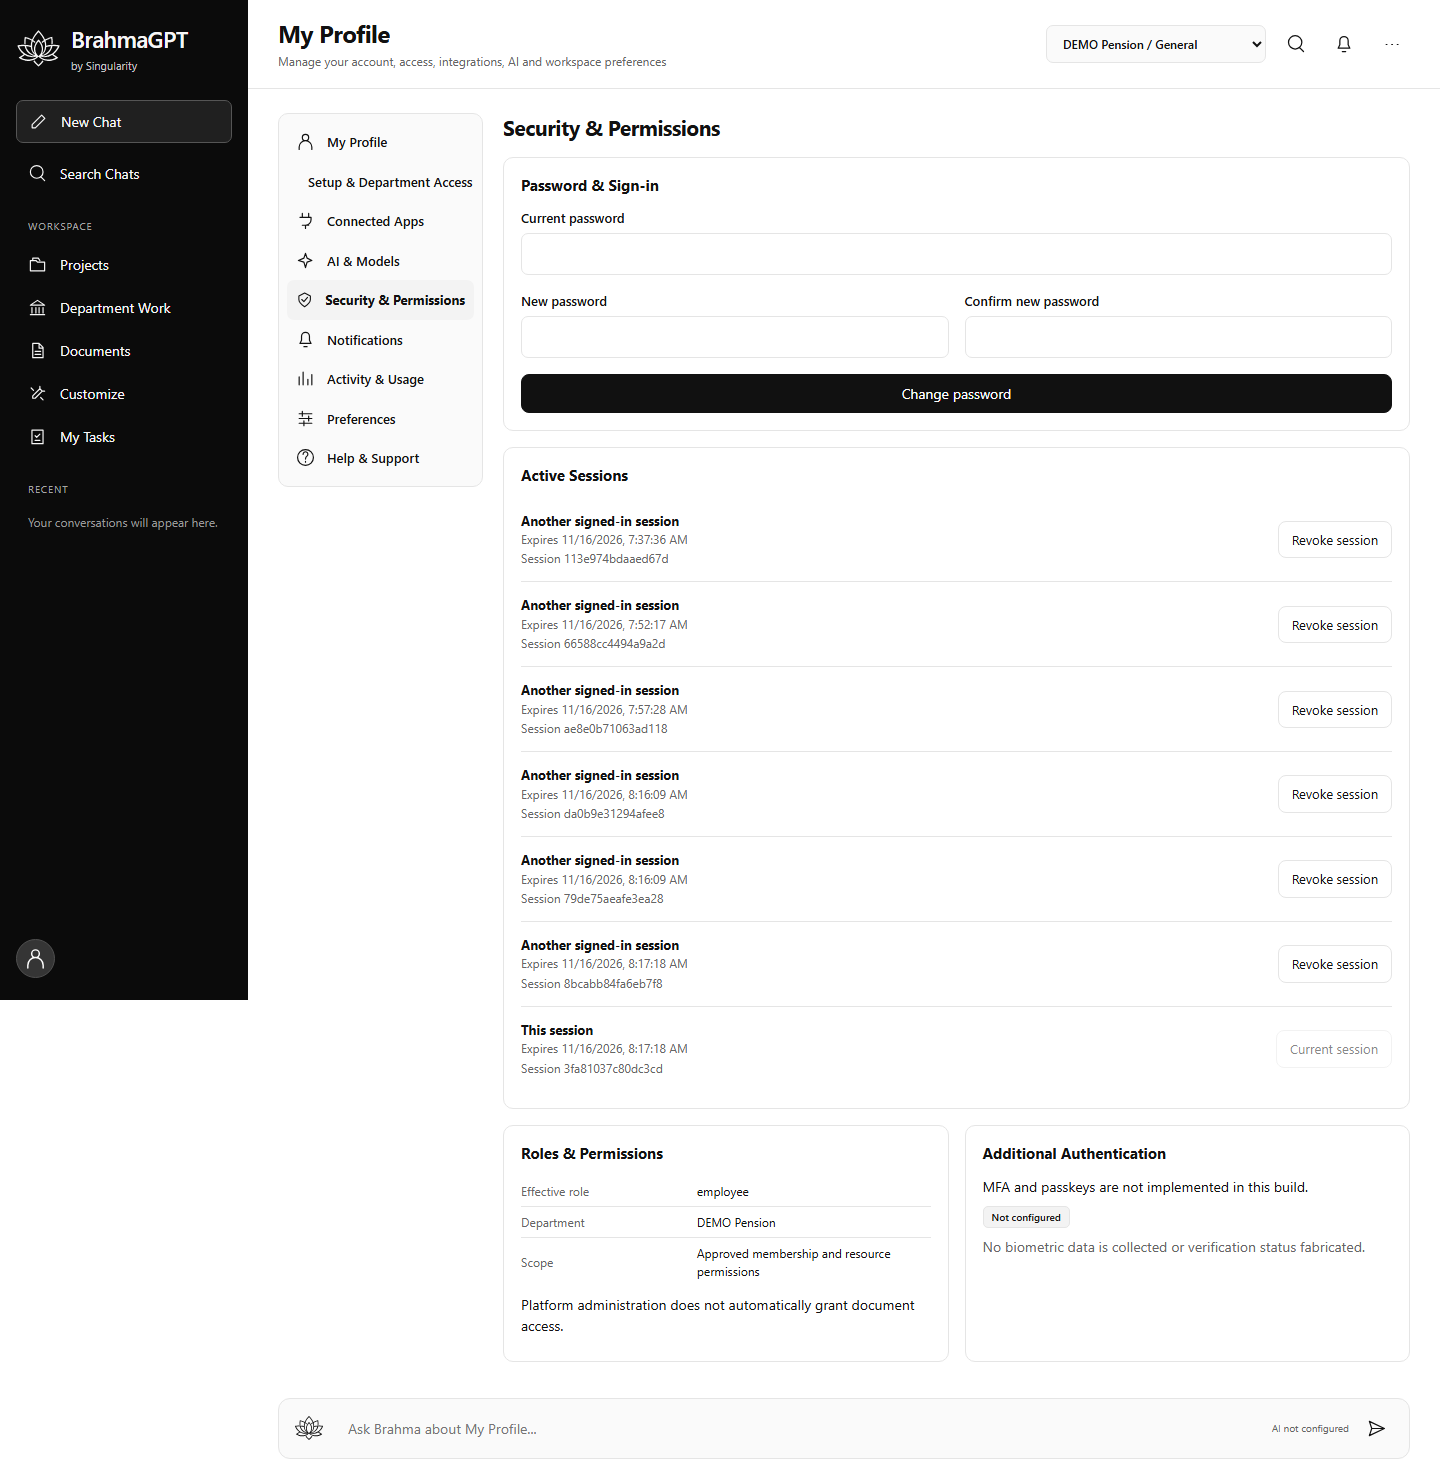 BrahmaGPT
by Singularity
New Chat
Search Chats
WORKSPACE
Projects
Department Work
Documents
Customize
My Tasks
RECENT
Your conversations will appear here.
My Profile
Manage your account, access, integrations, AI and workspace preferences
DEMO Pension / General
...
My Profile
Setup & Department Access
Connected Apps
AI & Models
Security & Permissions
Notifications
Activity & Usage
Preferences
Help & Support
Security & Permissions
Password & Sign-in
Current password
New password
Confirm new password
Change password
Active Sessions
Another signed-in session
Expires 11/16/2026, 7:37:36 AM
Session 113e974bdaaed67d
Revoke session
Another signed-in session
Expires 11/16/2026, 7:52:17 AM
Session 66588cc4494a9a2d
Revoke session
Another signed-in session
Expires 11/16/2026, 7:57:28 AM
Session ae8e0b71063ad118
Revoke session
Another signed-in session
Expires 11/16/2026, 8:16:09 AM
Session da0b9e31294afee8
Revoke session
Another signed-in session
Expires 11/16/2026, 8:16:09 AM
Session 79de75aeafe3ea28
Revoke session
Another signed-in session
Expires 11/16/2026, 8:17:18 AM
Session 8bcabb84fa6eb7f8
Revoke session
This session
Expires 11/16/2026, 8:17:18 AM
Session 3fa81037c80dc3cd
Current session
Roles & Permissions
Effective role employee
Department DEMO Pension
Scope Approved membership and resource
permissions
Platform administration does not automatically grant document
access.
Additional Authentication
MFA and passkeys are not implemented in this build.
Not configured
No biometric data is collected or verification status fabricated.
Ask Brahma about My Profile...
AI not configured